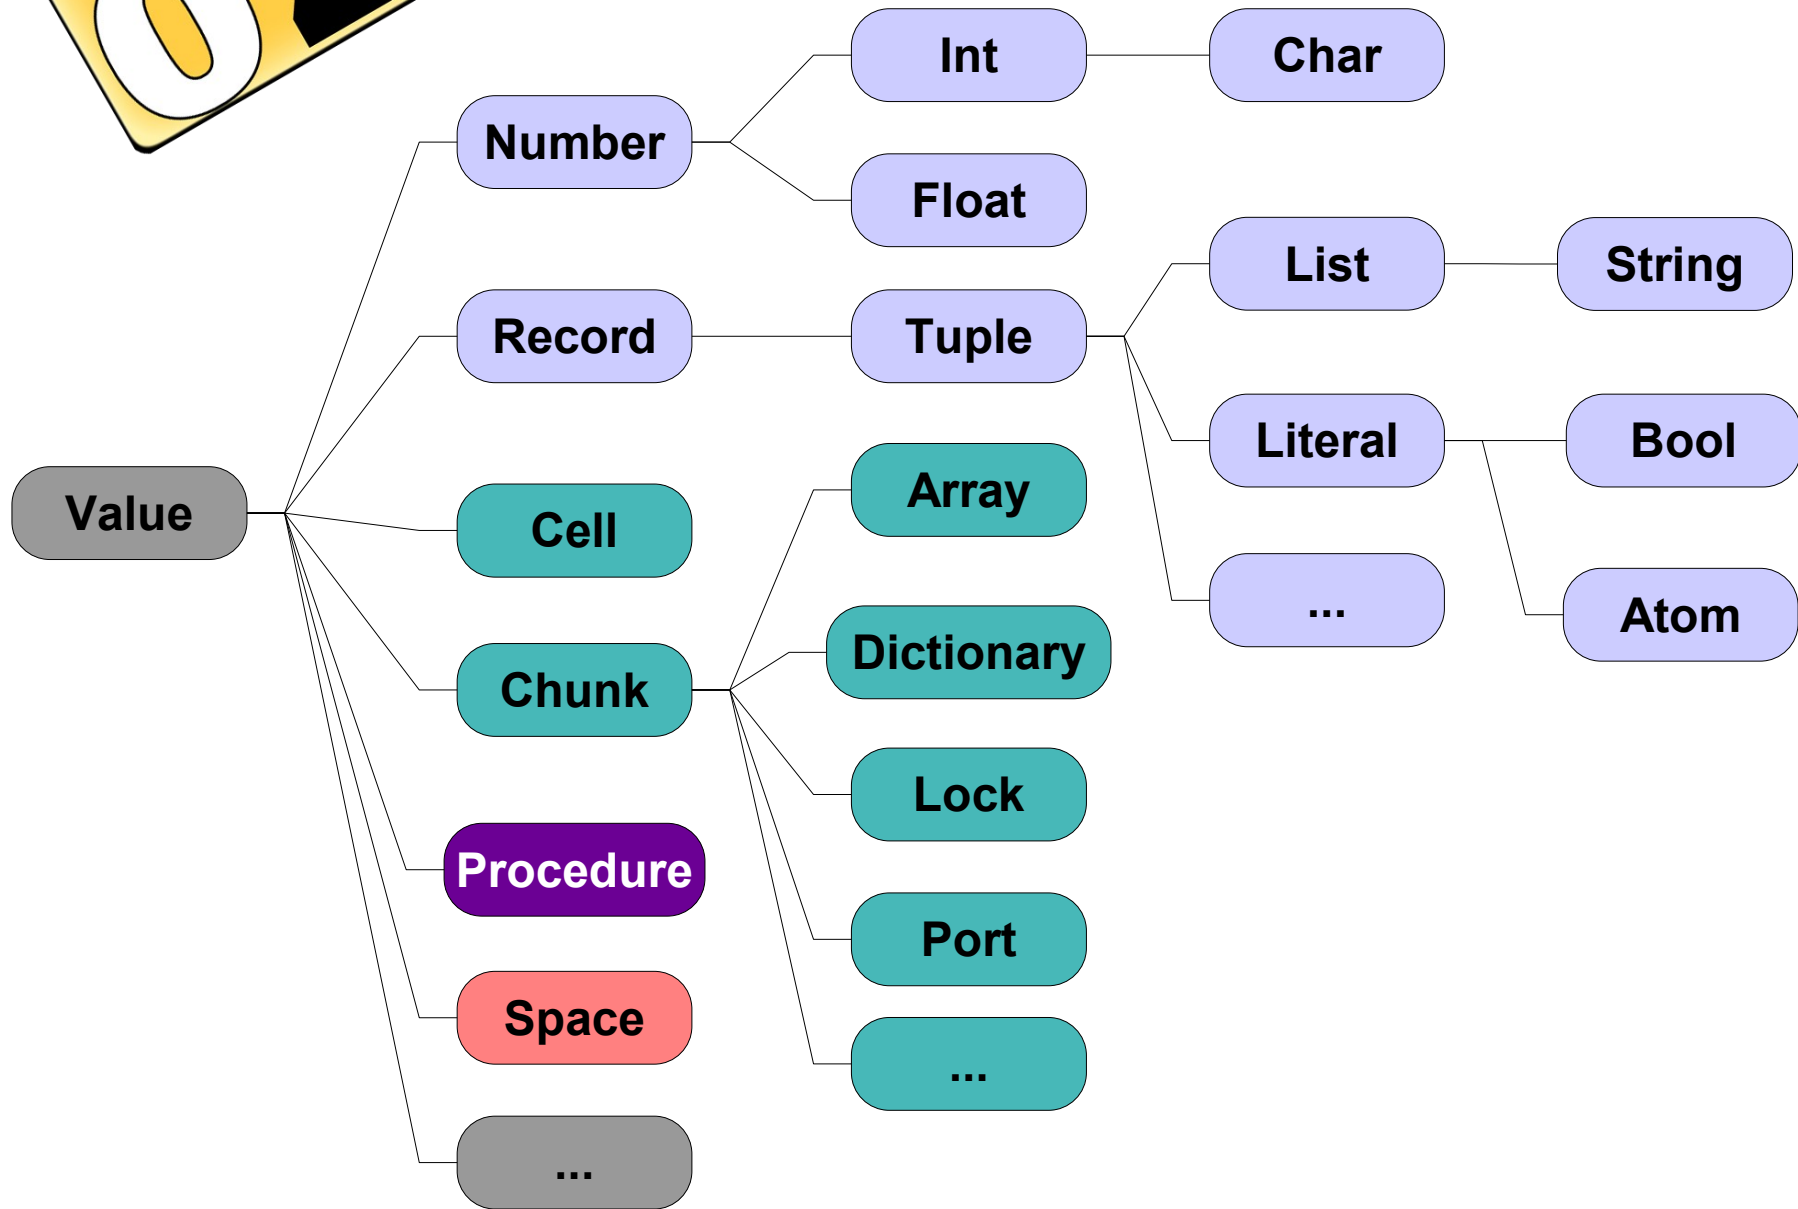 Int
Char
Number
Float
List
String
Record
Tuple
Literal
Bool
Value
Cell
Array
...
Atom
Chunk
Dictionary
Lock
Procedure
Port
Space
...
...